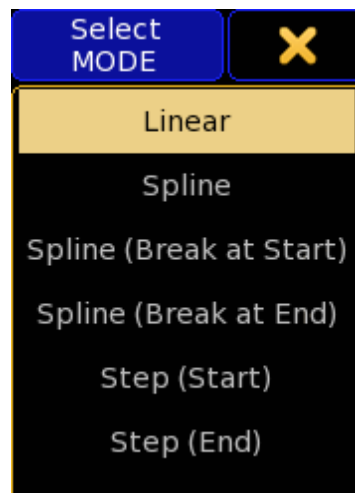 Select
MODE
Linear
Spline
Spline (Break at Start)
Spline (Break at End)
Step (Start)
Step (End)